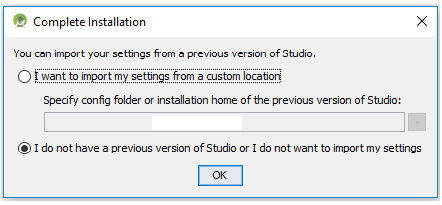 Complete Installation
You can import your settings from a previous version of Studio.
I want to import my settings from a custom location
Specify config folder or installation home of the previous version of Studio:
.
I do not have a previous version of Studio or I do not want to import my settings
OK